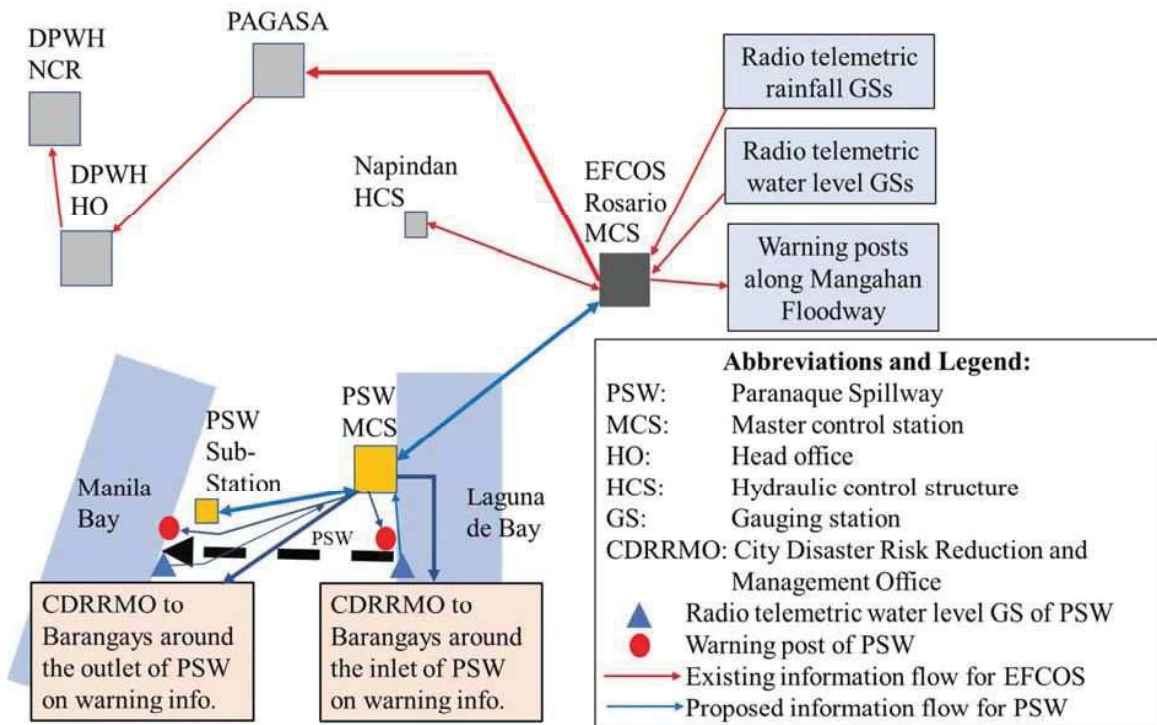 PAGASA
DPWH
NCR
DPWH
HO
Napindan
HCS
EFCOS
Rosario
MCS
Radio telemetric
rainfall GSs
Radio telemetric
water level GSs
Warning posts
along Mangahan
Floodway
PSW
MCS
PSW
Sub-
Station
Manila
Bay
Laguna
de Bay
PSW
CDRRMO to
Barangays around
the outlet of PSW
on warning info.
CDRRMO to
Barangays around
the inlet of PSW
on warning info.
Abbreviations and Legend:
PSW: Paranaque Spillway
MCS: Master control station
HO: Head office
HCS: Hydraulic control structure
GS: Gauging station
CDRRMO: City Disaster Risk Reduction and
Management Office
Radio telemetric water level GS of PSW
Warning post of PSW
Existing information flow for EFCOS
Proposed information flow for PSW